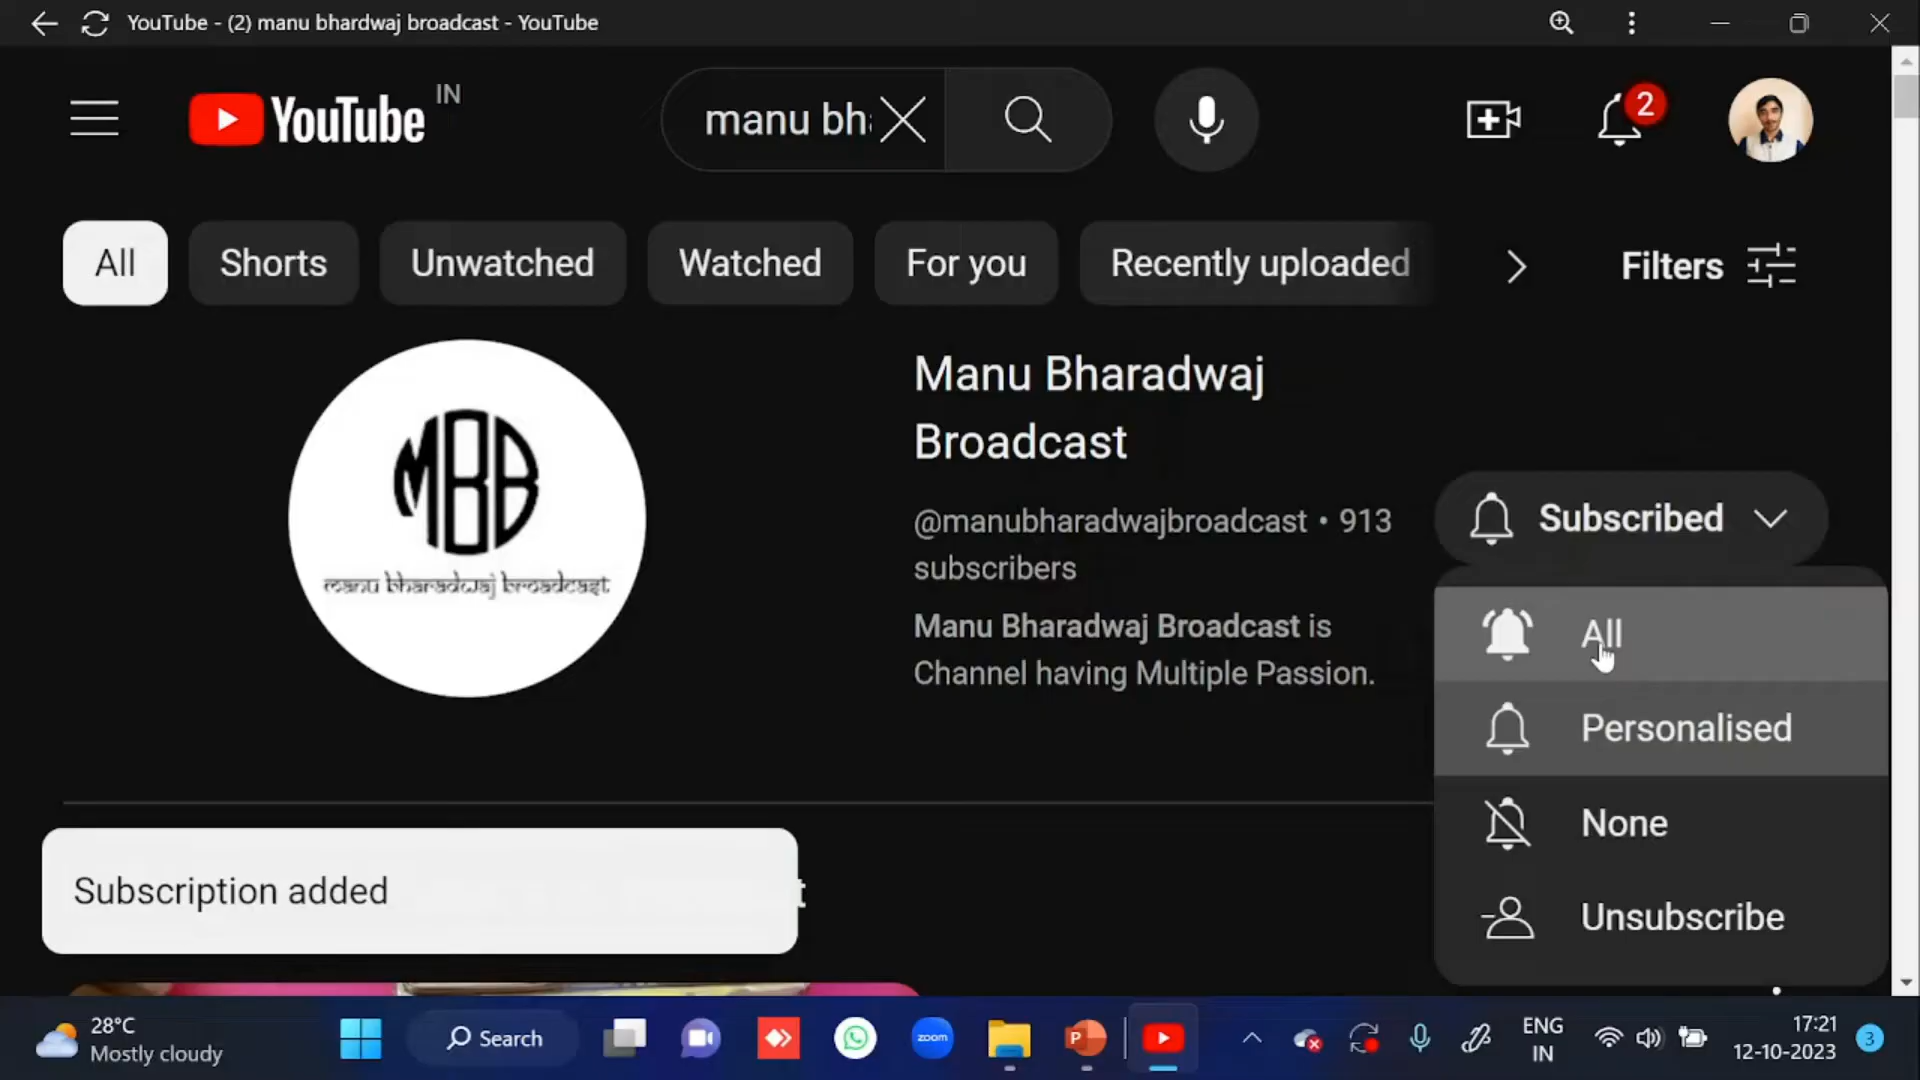 YouTube - (2) manu bhardwaj broadcast - YouTube
YouTube IN
manu bh
2
All
Shorts
Unwatched
Watched
For you
Recently uploaded
Filters
MBB
manu bharadwaj broadcast
Manu Bharadwaj
Broadcast
@manubharadwajbroadcast • 913
subscribers
Manu Bharadwaj Broadcast is
Channel having Multiple Passion.
Subscribed
All
Personalised
None
Unsubscribe
Subscription added
28°C
Mostly cloudy
Search
zoom
P
ENG
IN
17:21
12-10-2023
3